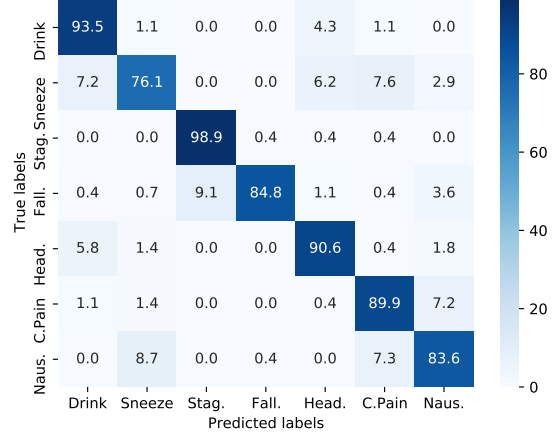 Drink 93.5 1.1 0.0 0.0 4.3 1.1 0.0
Sneeze 7.2 76.1 0.0 0.0 6.2 7.6 2.9
Stag. 0.0 0.0 98.9 0.4 0.4 0.4 0.0
Fall. 0.4 0.7 9.1 84.8 1.1 0.4 3.6
Head. 5.8 1.4 0.0 0.0 90.6 0.4 1.8
C.Pain 1.1 1.4 0.0 0.0 0.4 89.9 7.2
Naus. 0.0 8.7 0.0 0.4 0.0 7.3 83.6
Drink Sneeze Stag. Fall. Head. C.Pain Naus.
Predicted labels
True labels
80
60
40
20
0